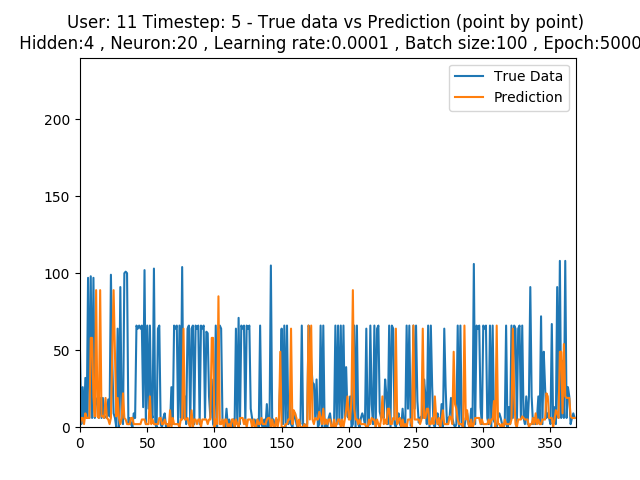 User: 11 Timestep: 5 - True data vs Prediction (point by point)
Hidden:4 , Neuron:20 , Learning rate:0.0001 , Batch size:100 , Epoch:5000
True Data
Prediction
200
150
100
50
0
0 50 100 150 200 250 300 350